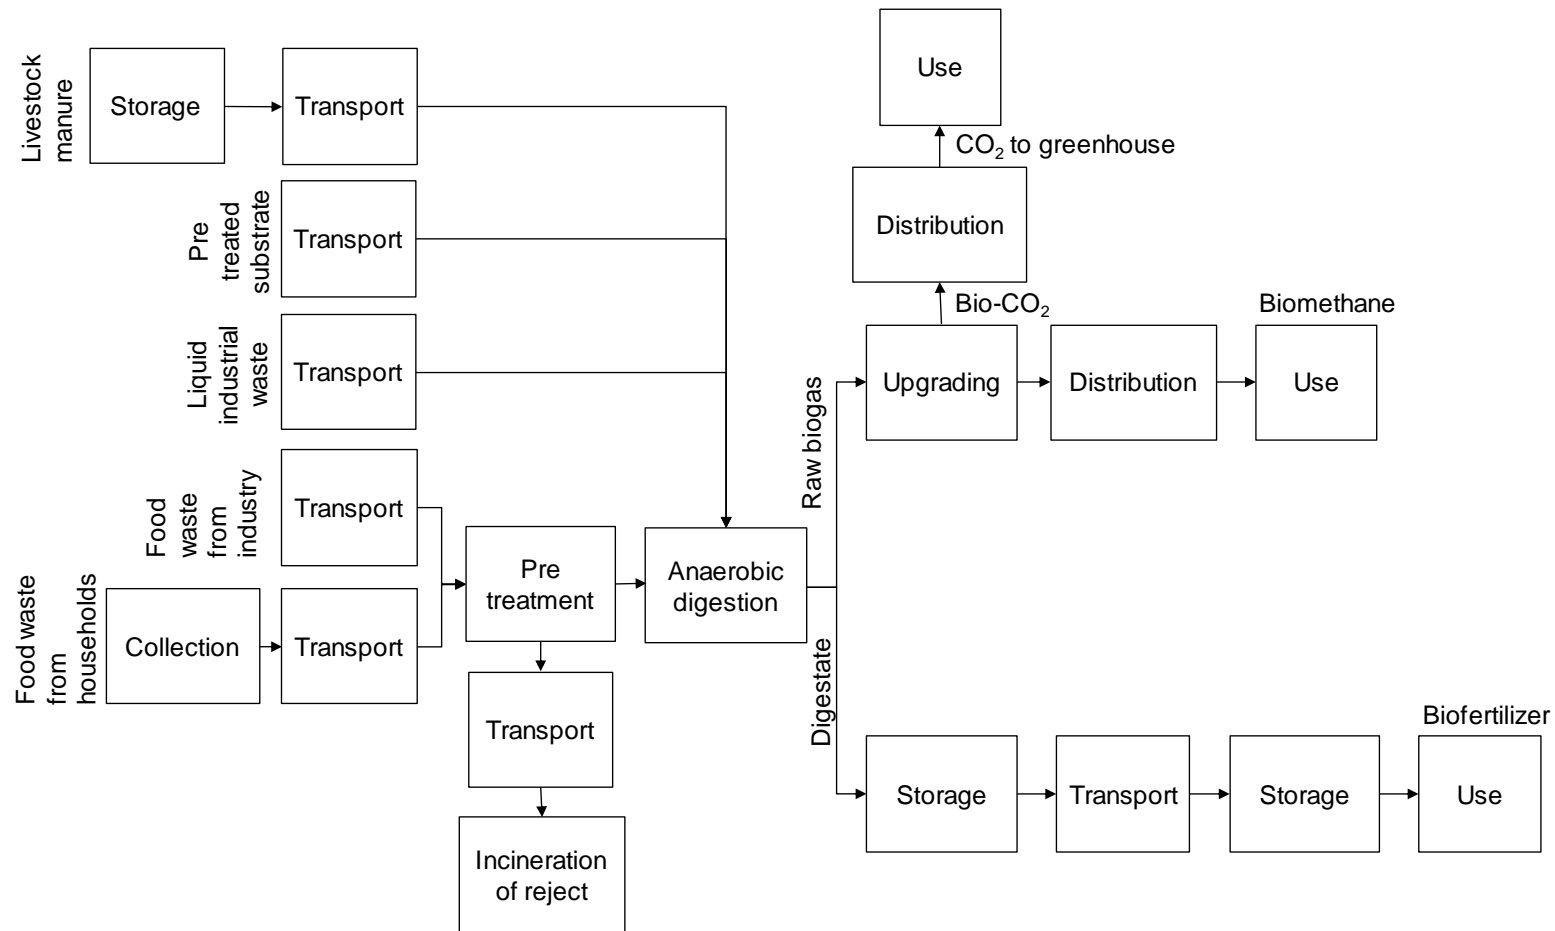 Use
Livestock
manure
Storage
Transport
CO₂ to greenhouse
Pre
treated
substrate
Transport
Distribution
Bio-CO₂
Biomethane
Liquid
industrial
waste
Transport
Raw biogas
Upgrading
Distribution
Use
Food
waste
from
industry
Transport
Pre
treatment
Anaerobic
digestion
Food waste
from
households
Collection
Transport
Digestate
Transport
Biofertilizer
Storage
Transport
Storage
Use
Incineration
of reject